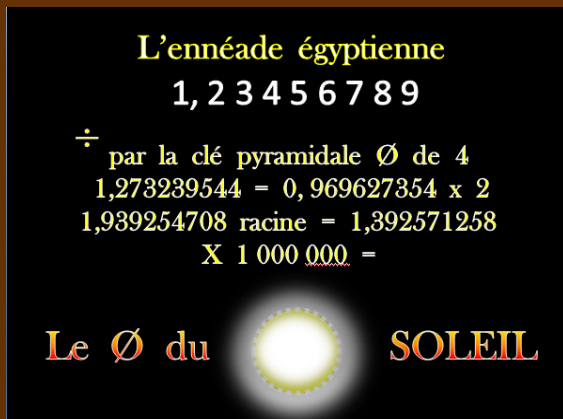 L'ennéade égyptienne
1, 2 3 4 5 6 7 8 9
÷
par la clé pyramidale Ø de 4
1,273239544 = 0, 969627354 x 2
1,939254708 racine = 1,392571258
X 1 000 000 =
Le Ø du SOLEIL